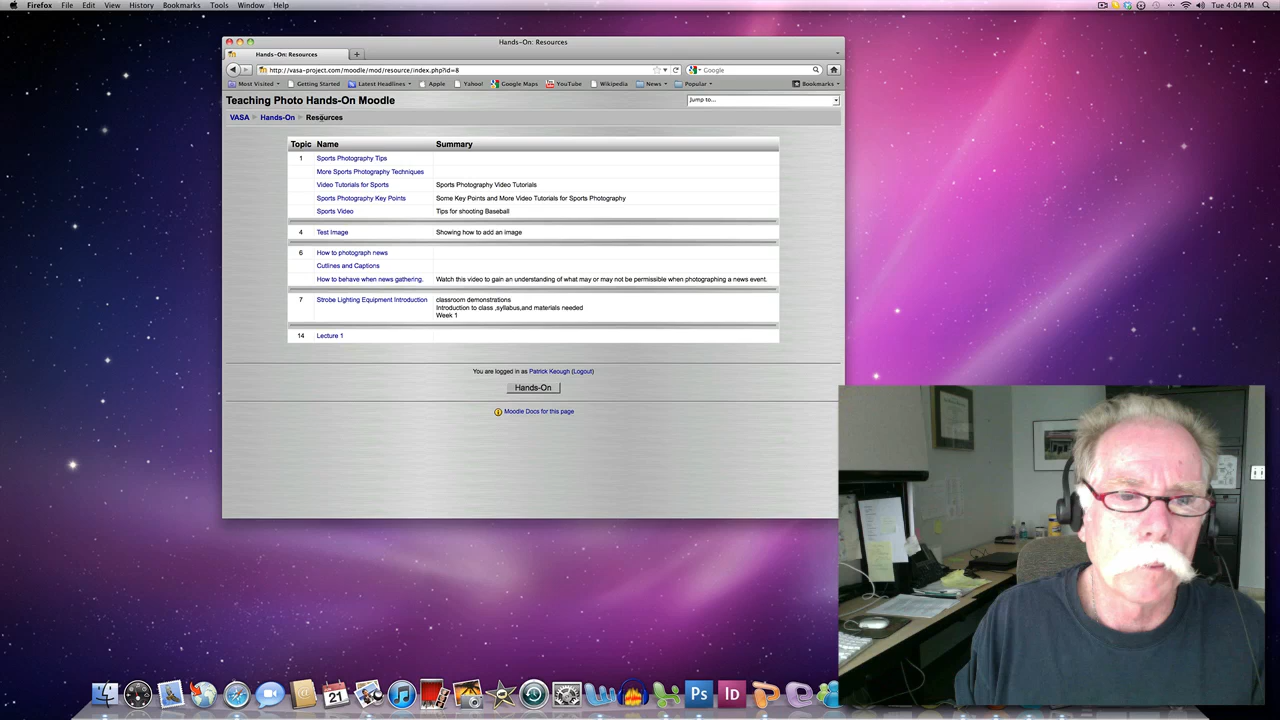 Firefox File Edit View History Bookmarks Tools Window Help
Tue 4:04 PM
Hands-On: Resources
Hands-On: Resources
http://vasa-project.com/moodle/mod/resource/index.php?id=8
Google
Most Visited Getting Started Latest Headlines Apple Yahoo! Google Maps YouTube Wikipedia News Popular Bookmarks
Teaching Photo Hands-On Moodle
Jump to...
VASA Hands-On Resources
Topic Name Summary
1 Sports Photography Tips
More Sports Photography Techniques
Video Tutorials for Sports Sports Photography Video Tutorials
Sports Photography Key Points Some Key Points and More Video Tutorials for Sports Photography
Sports Video Tips for shooting Baseball
4 Test Image Showing how to add an image
6 How to photograph news
Cutlines and Captions
How to behave when news gathering. Watch this video to gain an understanding of what may or may not be permissible when photographing a news event.
7 Strobe Lighting Equipment Introduction classroom demonstrations
Introduction to class ,syllabus,and materials needed
Week 1
14 Lecture 1
You are logged in as Patrick Keough (Logout)
Hands-On
Moodle Docs for this page
21
Ps
Id